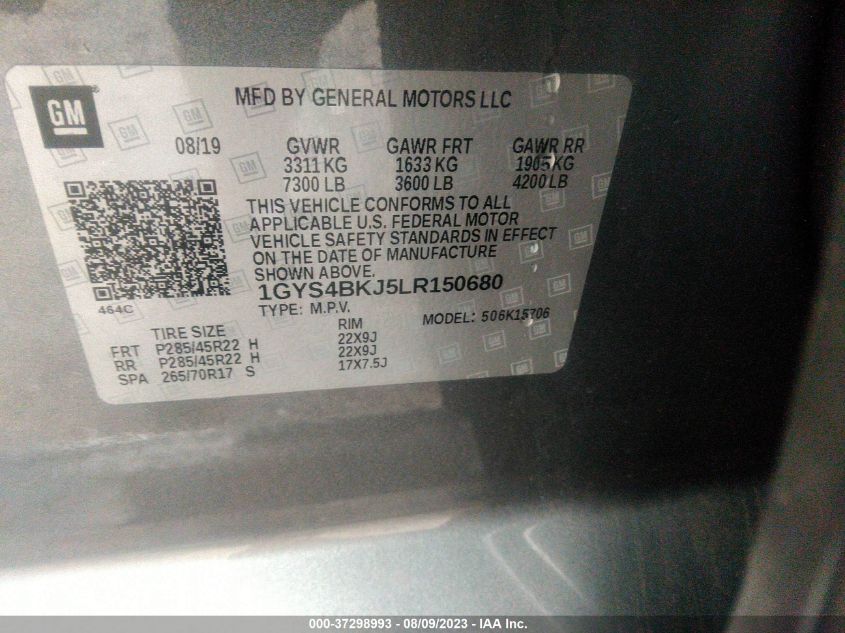 GM
MFD BY GENERAL MOTORS LLC
08/19 GVWR GAWR FRT GAWR RR
3311 KG 1633 KG 1905 KG
7300 LB 3600 LB 4200 LB
THIS VEHICLE CONFORMS TO ALL
APPLICABLE U.S. FEDERAL MOTOR
VEHICLE SAFETY STANDARDS IN EFFECT
ON THE DATE OF MANUFACTURE
SHOWN ABOVE.
1GYS4BKJ5LR150680
464C
TYPE: M.P.V. MODEL: 506K15706
TIRE SIZE RIM
FRT P285/45R22 H 22X9J
RR P285/45R22 H 22X9J
SPA 265/70R17 S 17X7.5J
000-37298993 - 08/09/2023 - IAA Inc.